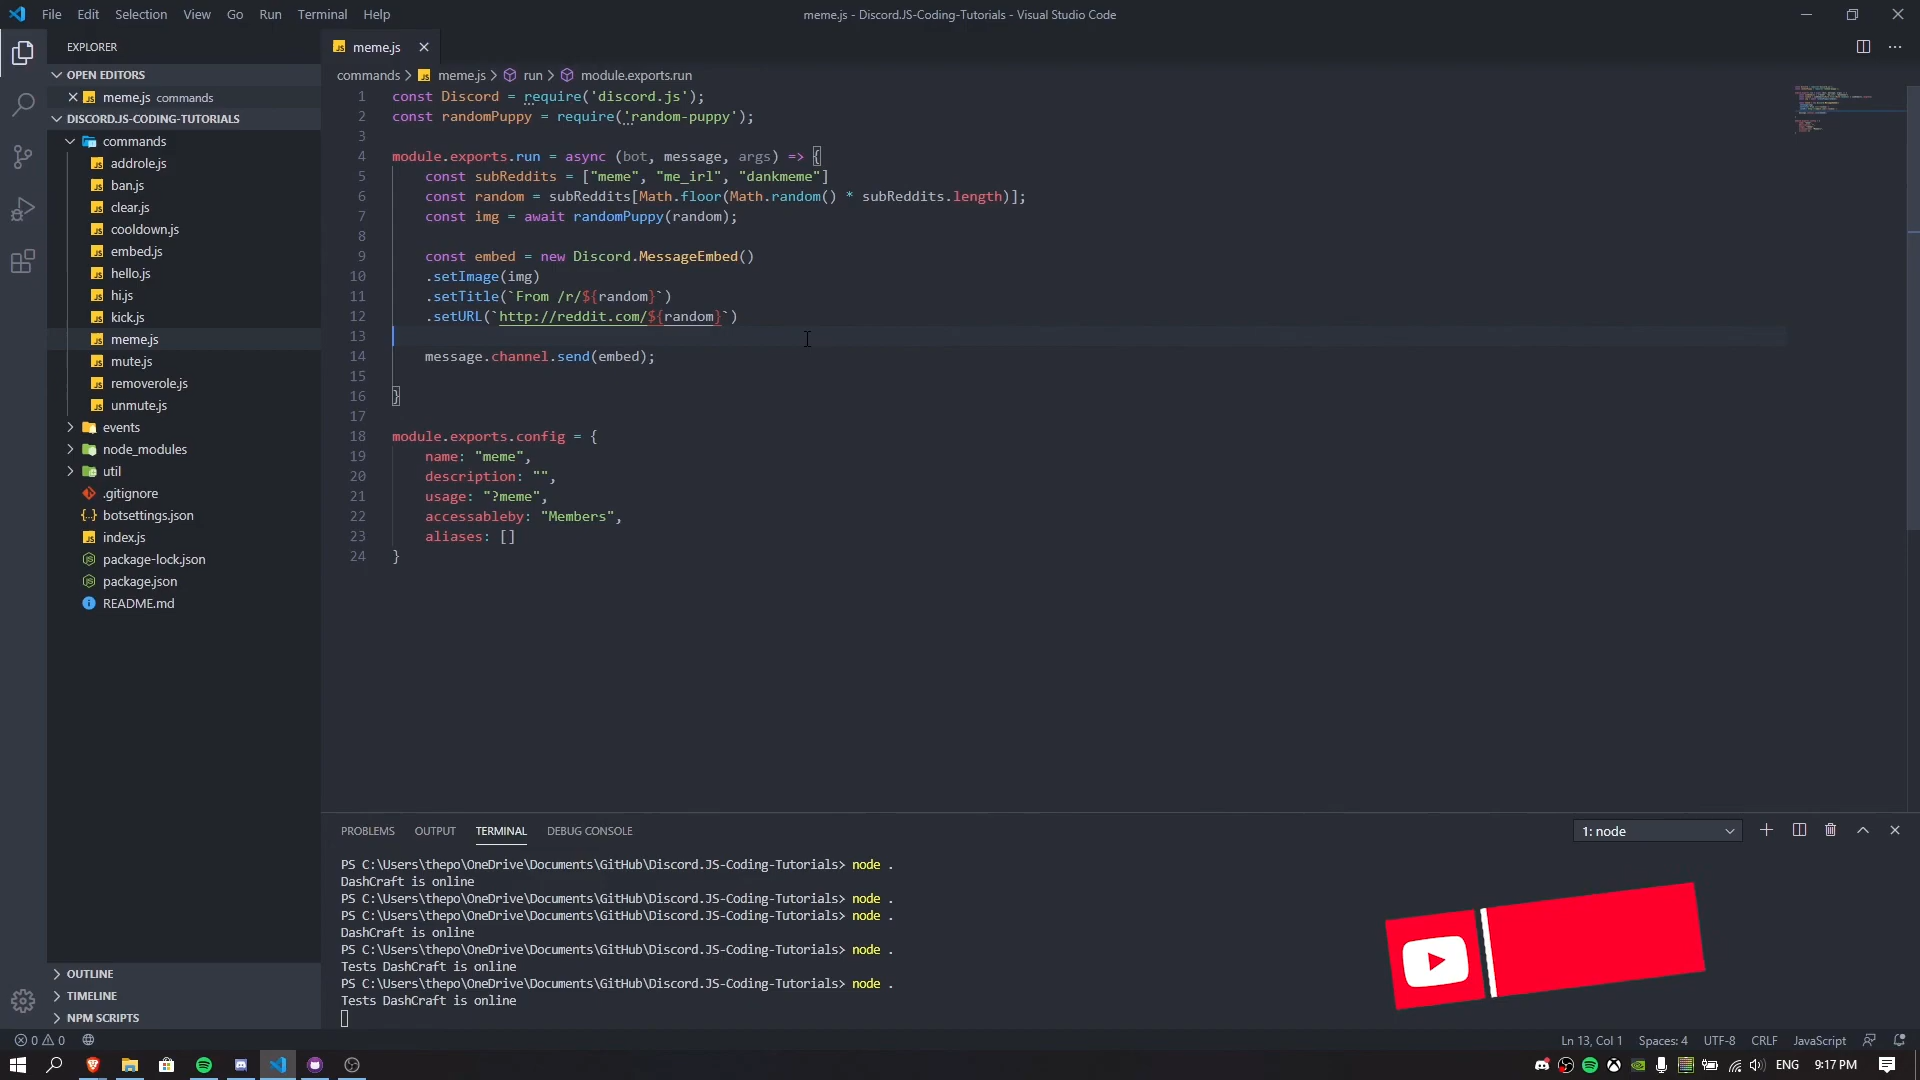 File Edit Selection View Go Run Terminal Help
meme.js - Discord.JS-Coding-Tutorials - Visual Studio Code
EXPLORER
OPEN EDITORS
meme.js commands
DISCORD.JS-CODING-TUTORIALS
commands
addrole.js
ban.js
clear.js
cooldown.js
embed.js
hello.js
hi.js
kick.js
meme.js
mute.js
removerole.js
unmute.js
events
node_modules
util
.gitignore
botsettings.json
index.js
package-lock.json
package.json
README.md
OUTLINE
TIMELINE
NPM SCRIPTS
meme.js
commands > meme.js > run > module.exports.run
1 const Discord = require('discord.js');
2 const randomPuppy = require('random-puppy');
3
4 module.exports.run = async (bot, message, args) => {
5 const subReddits = ["meme", "me_irl", "dankmeme"]
6 const random = subReddits[Math.floor(Math.random() * subReddits.length)];
7 const img = await randomPuppy(random);
8
9 const embed = new Discord.MessageEmbed()
10 .setImage(img)
11 .setTitle(`From /r/${random}`)
12 .setURL(`http://reddit.com/${random}`)
13
14 message.channel.send(embed);
15
16 }
17
18 module.exports.config = {
19 name: "meme",
20 description: "",
21 usage: "?meme",
22 accessableby: "Members",
23 aliases: []
24 }
PROBLEMS OUTPUT TERMINAL DEBUG CONSOLE
1: node
PS C:\Users\thepo\OneDrive\Documents\GitHub\Discord.JS-Coding-Tutorials> node .
DashCraft is online
PS C:\Users\thepo\OneDrive\Documents\GitHub\Discord.JS-Coding-Tutorials> node .
PS C:\Users\thepo\OneDrive\Documents\GitHub\Discord.JS-Coding-Tutorials> node .
DashCraft is online
PS C:\Users\thepo\OneDrive\Documents\GitHub\Discord.JS-Coding-Tutorials> node .
Tests DashCraft is online
PS C:\Users\thepo\OneDrive\Documents\GitHub\Discord.JS-Coding-Tutorials> node .
Tests DashCraft is online
0 0
Ln 13, Col 1 Spaces: 4 UTF-8 CRLF JavaScript
ENG 9:17 PM